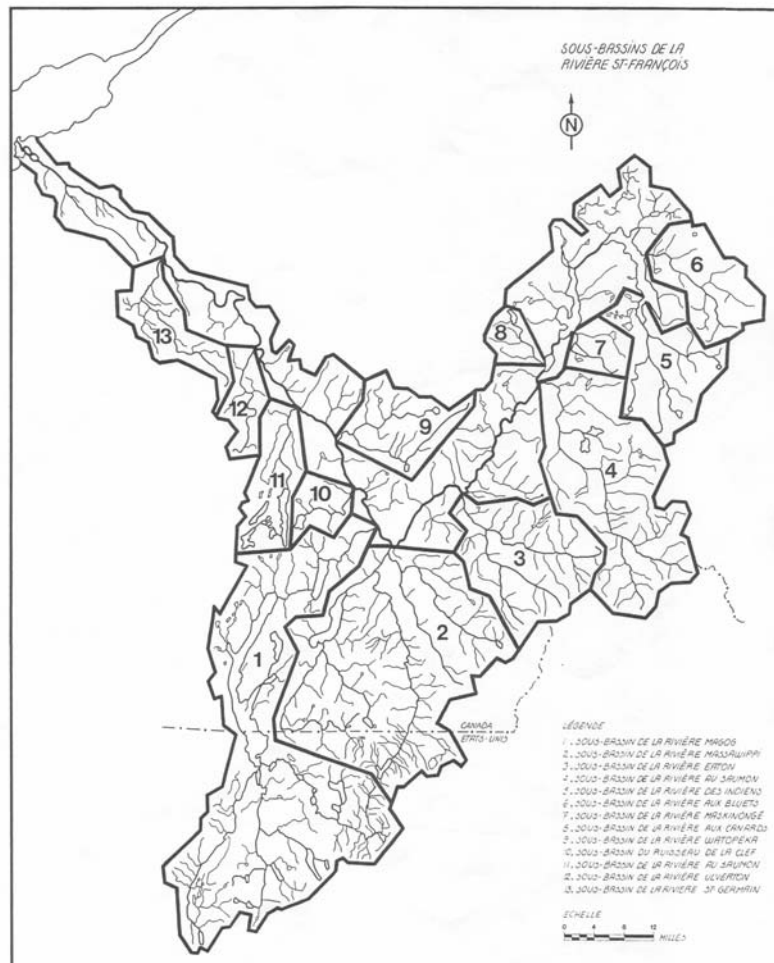 SOUS-BASSINS DE LA
RIVIÈRE ST-FRANÇOIS
N
6
8
13
7
5
12
9
4
11
10
3
2
1
CANADA
ÉTATS-UNIS
LÉGENDE
1. SOUS-BASSIN DE LA RIVIÈRE MAGOG
2. SOUS-BASSIN DE LA RIVIÈRE MASSAWIPPI
3. SOUS-BASSIN DE LA RIVIÈRE EATON
4. SOUS-BASSIN DE LA RIVIÈRE AU SAUMON
5. SOUS-BASSIN DE LA RIVIÈRE DES INDIENS
6. SOUS-BASSIN DE LA RIVIÈRE AUX BLUETS
7. SOUS-BASSIN DE LA RIVIÈRE MASKINONGÉ
8. SOUS-BASSIN DE LA RIVIÈRE AUX CANARDS
9. SOUS-BASSIN DE LA RIVIÈRE WATOPEKA
10. SOUS-BASSIN DU RUISSEAU DE LA CLEF
11. SOUS-BASSIN DE LA RIVIÈRE AU SAUMON
12. SOUS-BASSIN DE LA RIVIÈRE ULVERTON
13. SOUS-BASSIN DE LA RIVIÈRE ST-GERMAIN
ECHELLE
0 4 8 12
MILLES